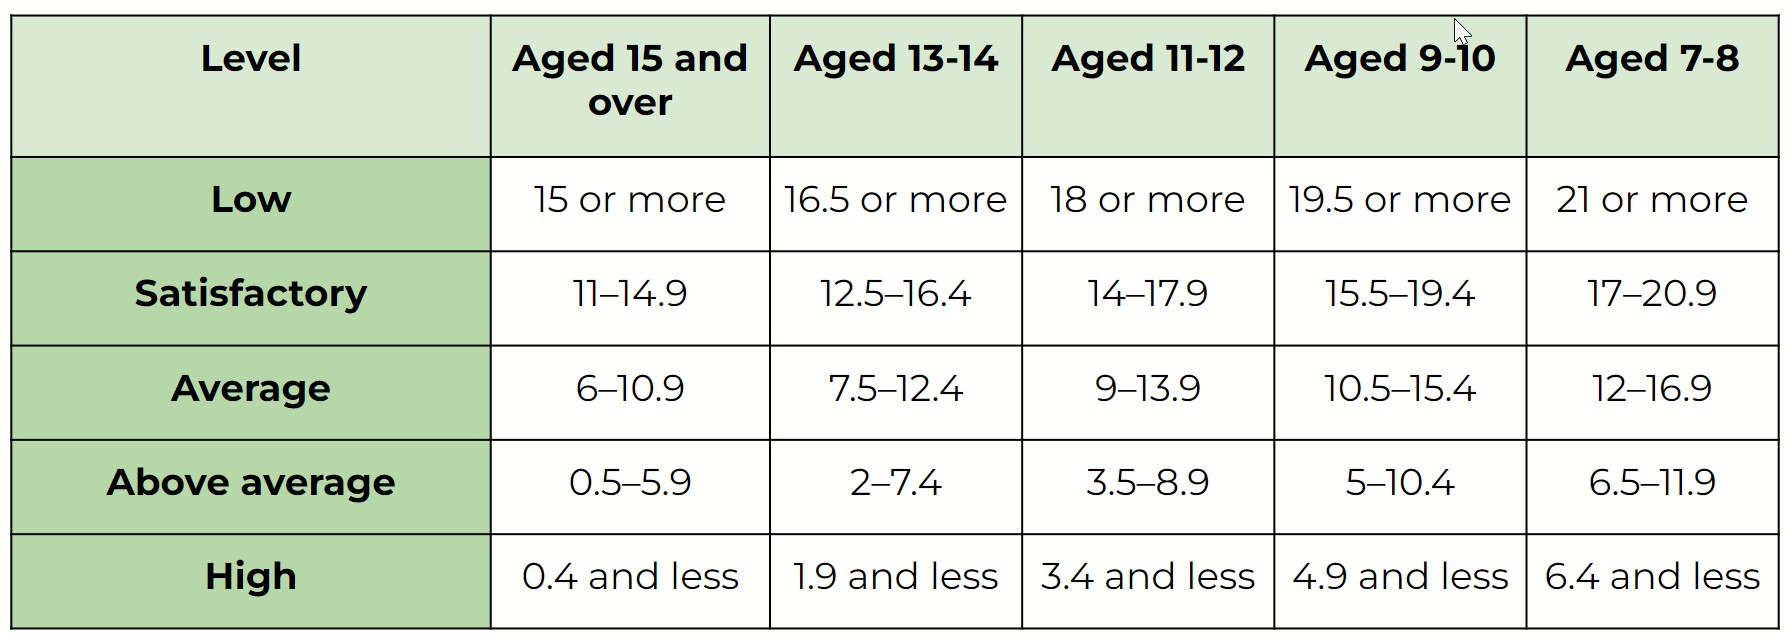 Level Aged 15 and over Aged 13-14 Aged 11-12 Aged 9-10 Aged 7-8
Low 15 or more 16.5 or more 18 or more 19.5 or more 21 or more
Satisfactory 11–14.9 12.5–16.4 14–17.9 15.5–19.4 17–20.9
Average 6–10.9 7.5–12.4 9–13.9 10.5–15.4 12–16.9
Above average 0.5–5.9 2–7.4 3.5–8.9 5–10.4 6.5–11.9
High 0.4 and less 1.9 and less 3.4 and less 4.9 and less 6.4 and less